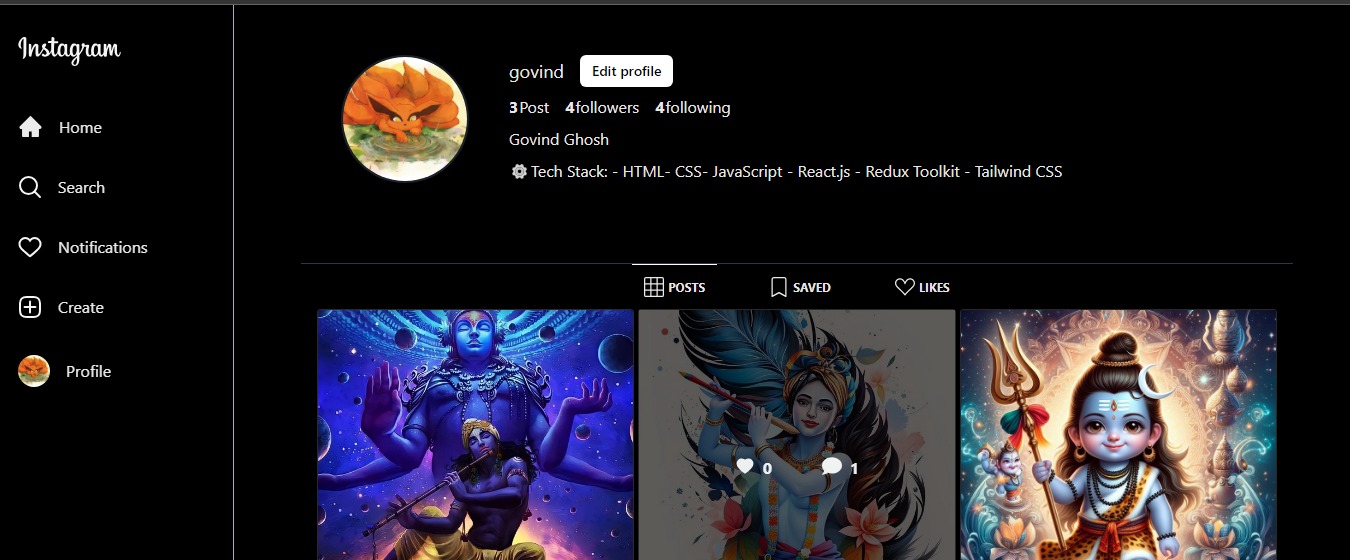 Instagram
Home
Search
Notifications
Create
Profile
govind Edit profile
3Post 4followers 4following
Govind Ghosh
Tech Stack: - HTML- CSS- JavaScript - React.js - Redux Toolkit - Tailwind CSS
POSTS SAVED LIKES
0 1